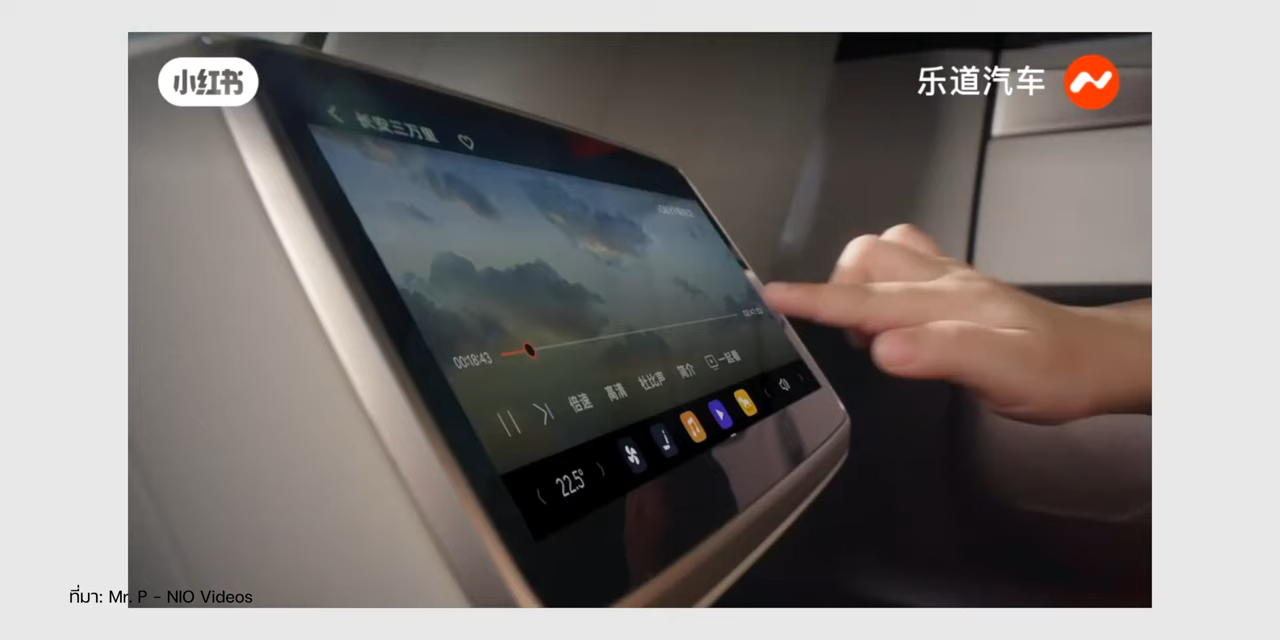 小红书
乐道汽车
长安三万里
00:18:43
倍速
高清
杜比声
简介
一起看
22.5°
ที่มา: Mr. P - NIO Videos